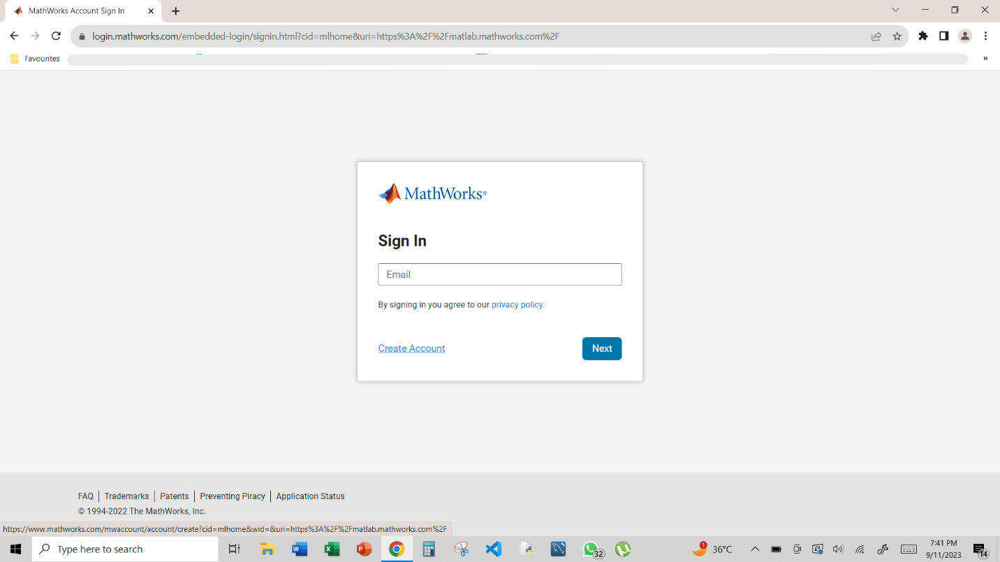 MathWorks Account Sign In
login.mathworks.com/embedded-login/signin.html?cid=mlhome&uri=https%3A%2F%2Fmatlab.mathworks.com%2F
Favourites
»
MathWorks®
Sign In
Email
By signing in you agree to our privacy policy.
Create Account Next
FAQ Trademarks Patents Preventing Piracy Application Status
© 1994-2022 The MathWorks, Inc.
https://www.mathworks.com/mwaccount/account/create?cid=mlhome&wid=&uri=https%3A%2F%2Fmatlab.mathworks.com%2F
Type here to search
32
1
36°C
7:41 PM
9/11/2023
14